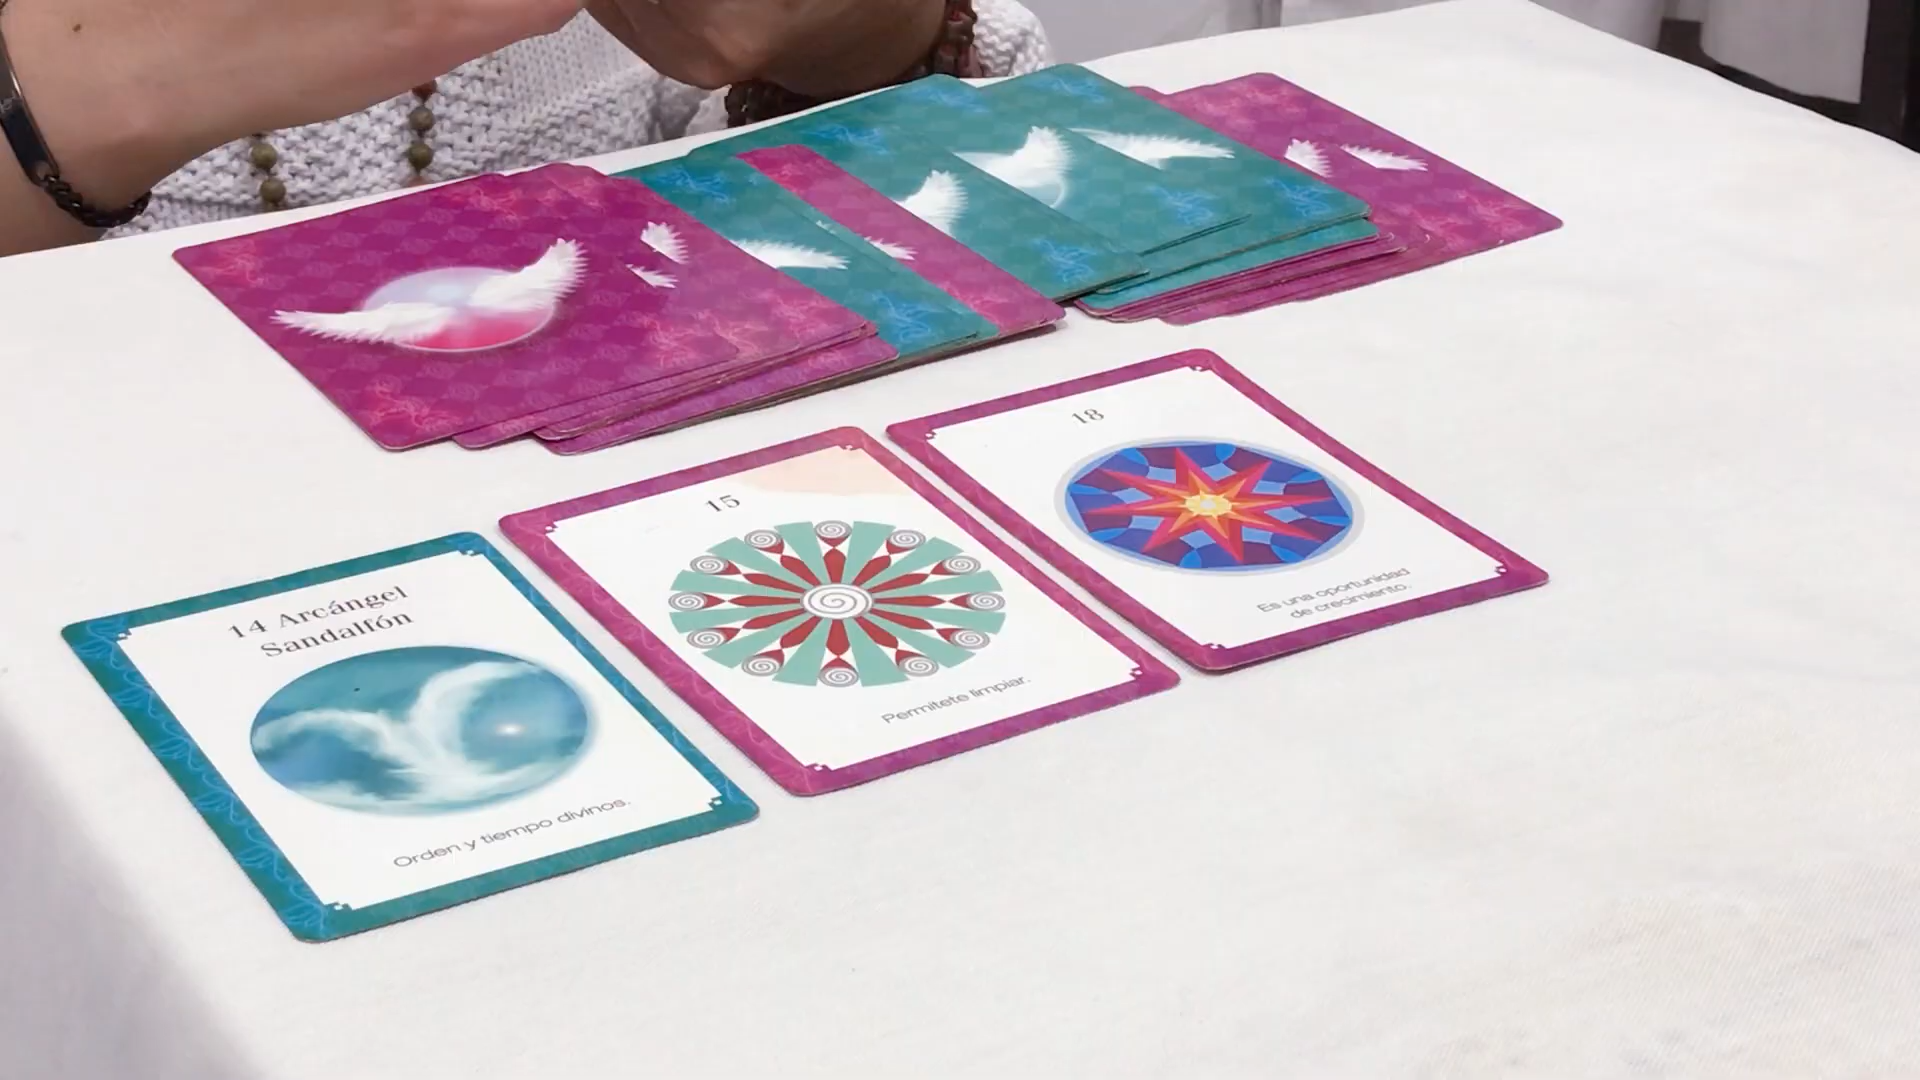 14 Arcángel
Sandalfón
Orden y tiempo divinos.
15
Permítete limpiar.
18
Es una oportunidad
de crecimiento.